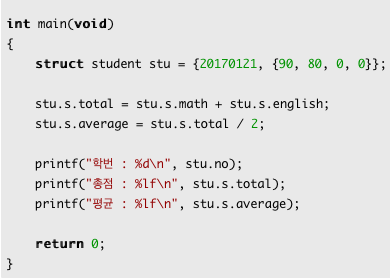 int main(void)
{
    struct student stu = {20170121, {90, 80, 0, 0}};
    stu.s.total = stu.s.math + stu.s.english;
    stu.s.average = stu.s.total / 2;
    printf("학번 : %d\n", stu.no);
    printf("총점 : %lf\n", stu.s.total);
    printf("평균 : %lf\n", stu.s.average);
    return 0;
}